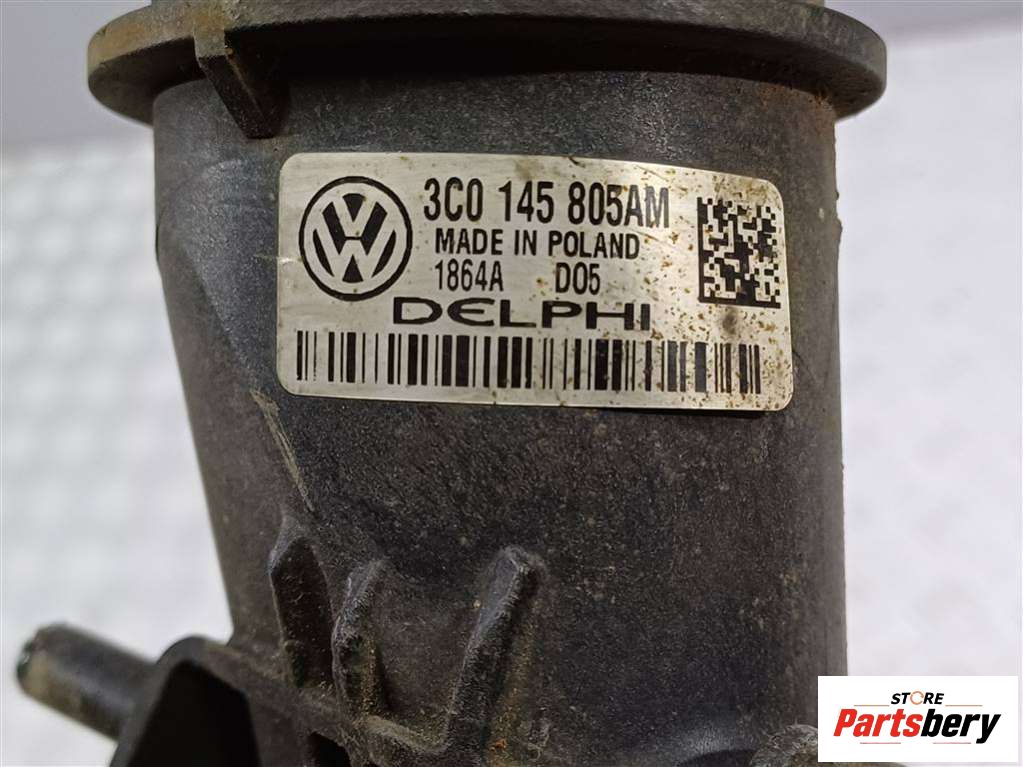 3C0 145 805AM
MADE IN POLAND
1864A D05
DELPHI
STORE
Partsbery